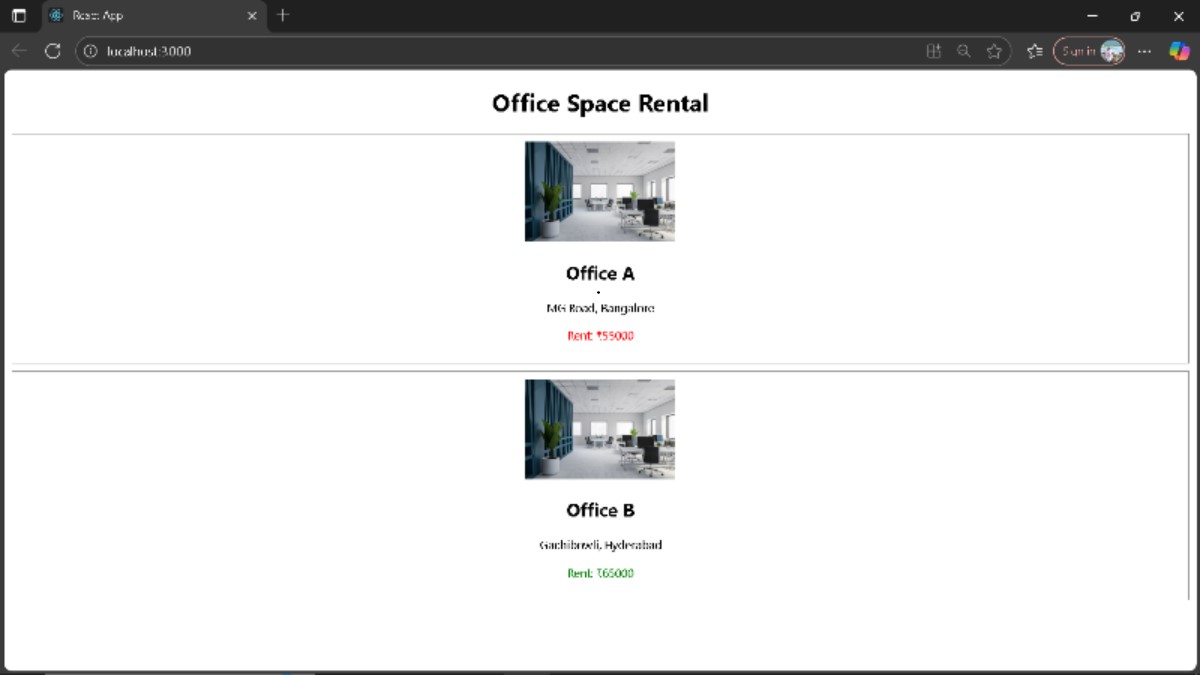 React App
localhost:3000
Sign in
Office Space Rental
Office A
MG Road, Bangalore
Rent: ₹55000
Office B
Gachibowli, Hyderabad
Rent: ₹65000